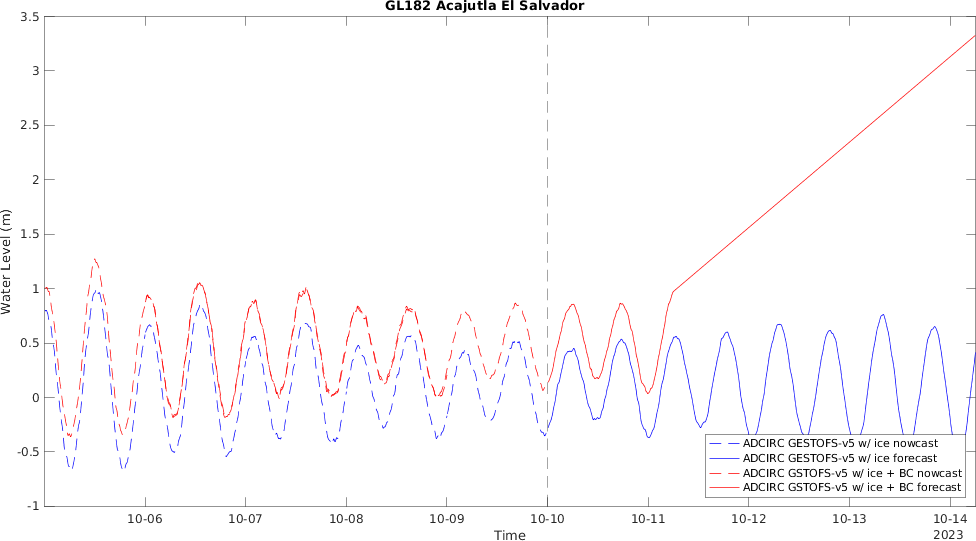 GL182 Acajutla El Salvador
3.5
3
2.5
2
1.5
1
0.5
0
-0.5
-1
Water Level (m)
10-06 10-07 10-08 10-09 10-10 10-11 10-12 10-13 10-14
Time
2023
ADCIRC GESTOFS-v5 w/ ice nowcast
ADCIRC GESTOFS-v5 w/ ice forecast
ADCIRC GSTOFS-v5 w/ ice + BC nowcast
ADCIRC GSTOFS-v5 w/ ice + BC forecast